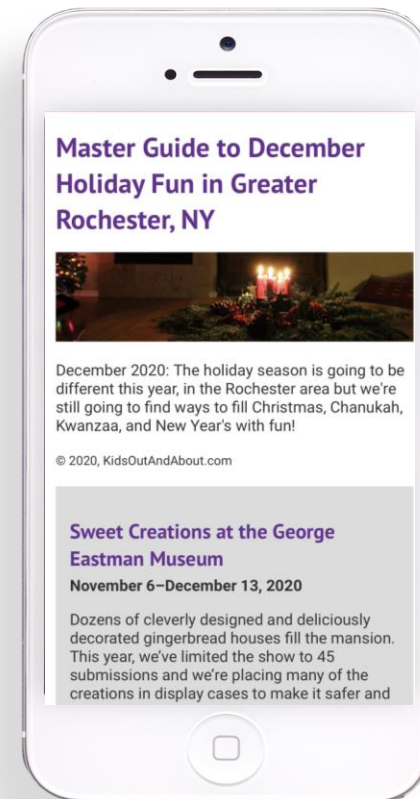 Master Guide to December
Holiday Fun in Greater
Rochester, NY
December 2020: The holiday season is going to be
different this year, in the Rochester area but we're
still going to find ways to fill Christmas, Chanukah,
Kwanzaa, and New Year's with fun!
© 2020, KidsOutAndAbout.com
Sweet Creations at the George
Eastman Museum
November 6–December 13, 2020
Dozens of cleverly designed and deliciously
decorated gingerbread houses fill the mansion.
This year, we’ve limited the show to 45
submissions and we’re placing many of the
creations in display cases to make it safer and